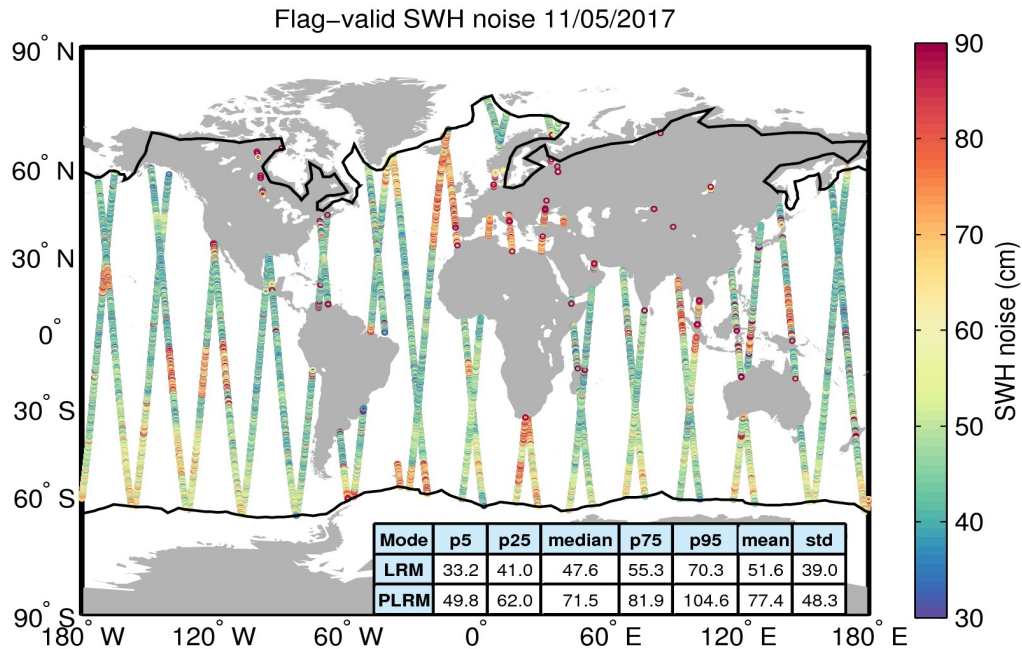 Flag−valid SWH noise 11/05/2017
90° N
60° N
30° N
0°
30° S
60° S
90° S
180° W
120° W
60° W
0°
60° E
120° E
180° E
Mode p5 p25 median p75 p95 mean std
LRM 33.2 41.0 47.6 55.3 70.3 51.6 39.0
PLRM 49.8 62.0 71.5 81.9 104.6 77.4 48.3
90
80
70
60
50
40
30
SWH noise (cm)